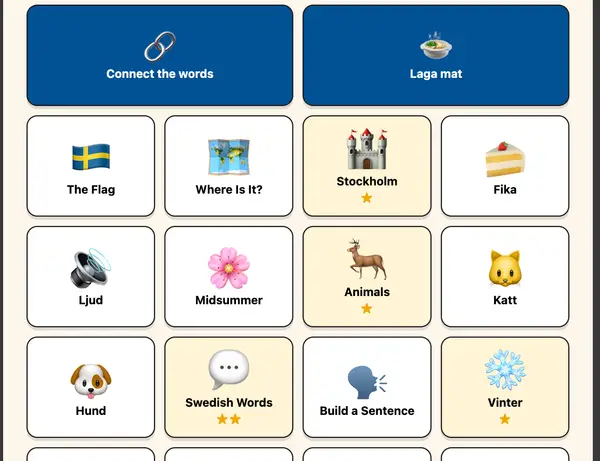 Connect the words
Laga mat
The Flag
Where Is It?
Stockholm
Fika
Ljud
Midsummer
Animals
Katt
Hund
Swedish Words
Build a Sentence
Vinter